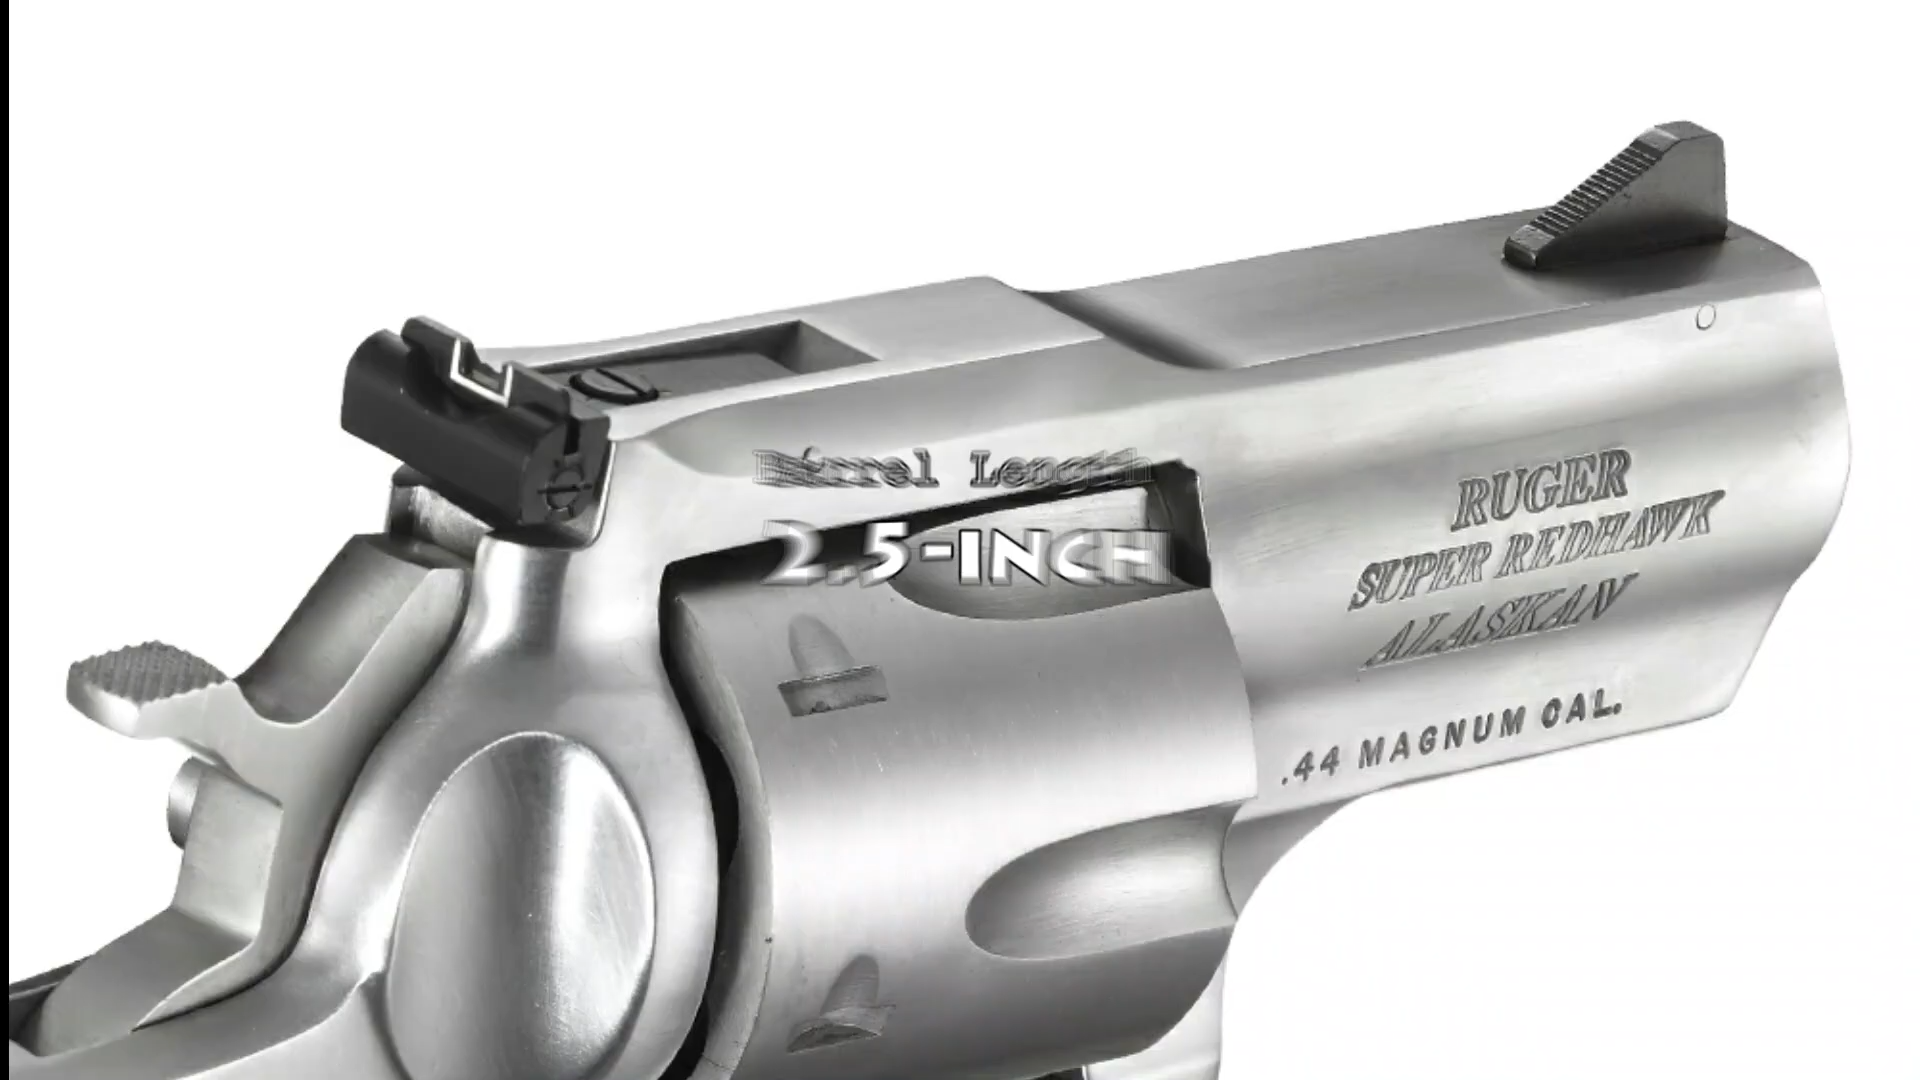 Barrel Length
2.5-INCH
RUGER
SUPER REDHAWK
ALASKAN
.44 MAGNUM CAL.